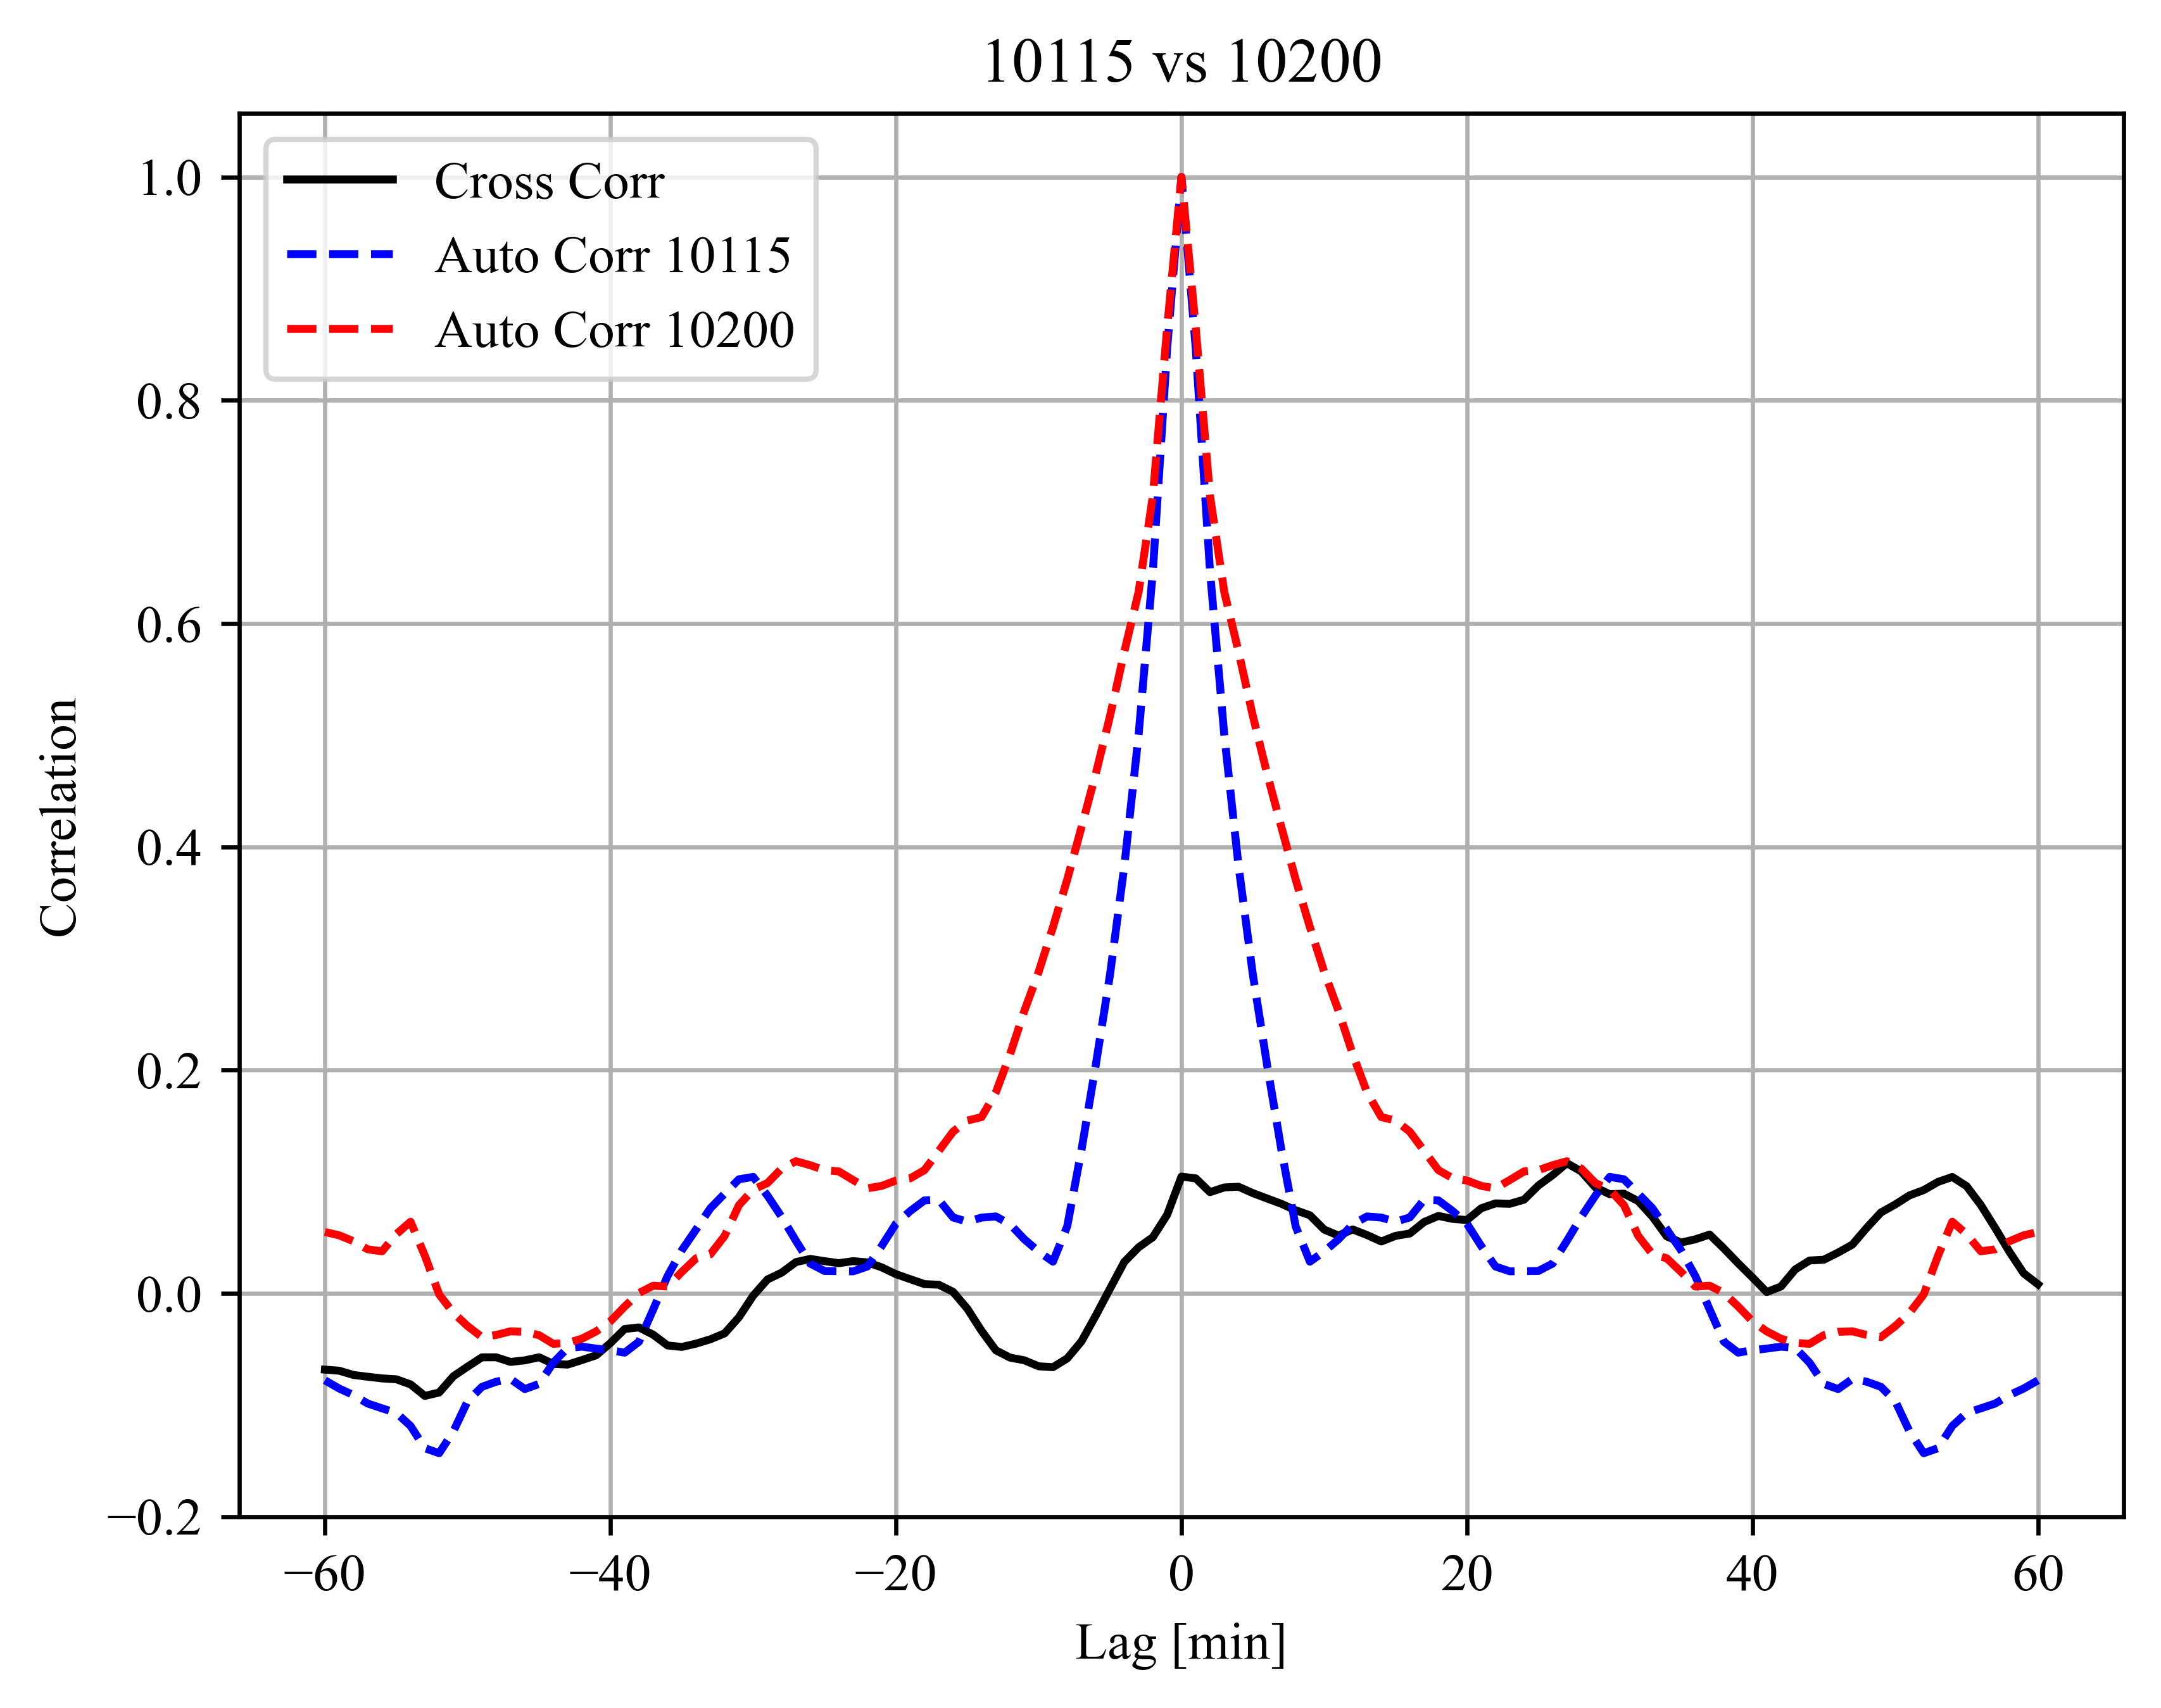 10115 vs 10200
Cross Corr
Auto Corr 10115
Auto Corr 10200
1.0
0.8
0.6
0.4
0.2
0.0
−0.2
Correlation
−60 −40 −20 0 20 40 60
Lag [min]